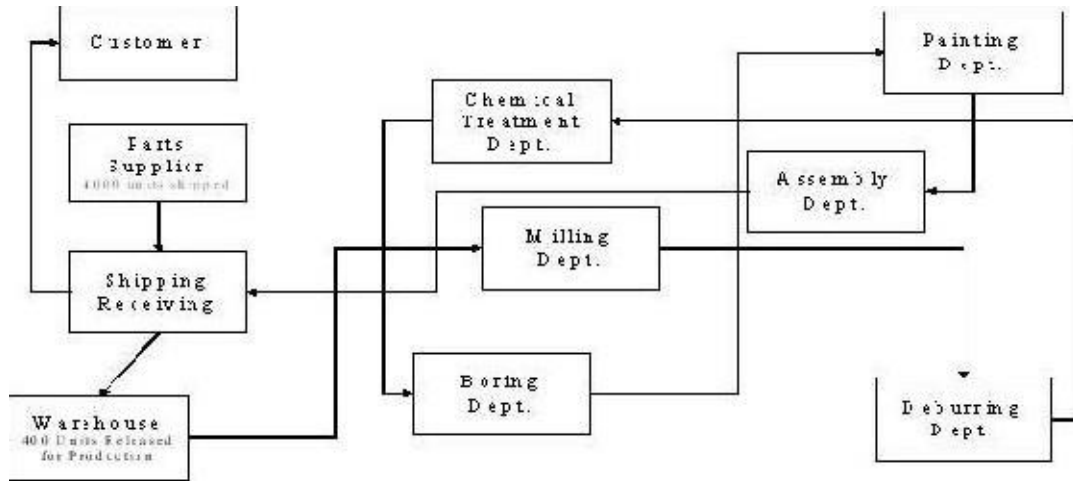 Customer
Painting
Dept.
Chemical
Treatment
Dept.
Parts
Supplier
4000 units shipped
Assembly
Dept.
Milling
Dept.
Shipping
Receiving
Boring
Dept.
Warehouse
400 Units Released
for Production
Deburring
Dept.